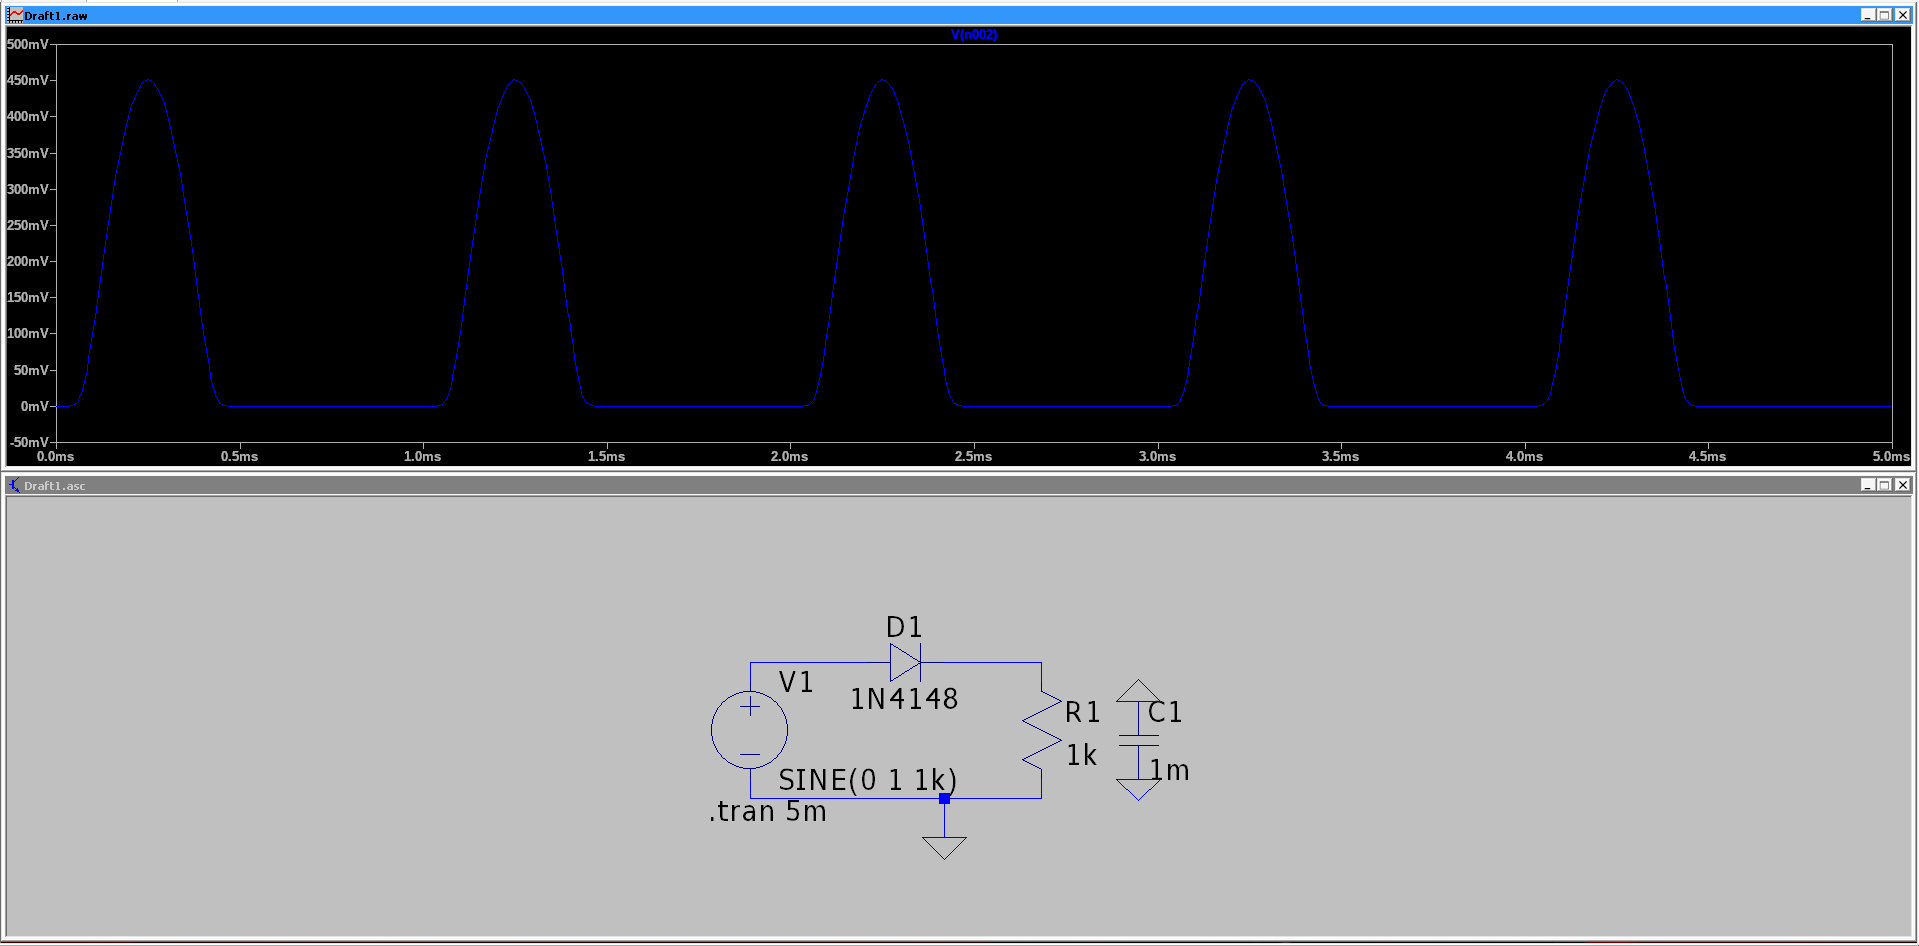 Draft1.raw
V(n002)
500mV
450mV
400mV
350mV
300mV
250mV
200mV
150mV
100mV
50mV
0mV
-50mV
0.0ms 0.5ms 1.0ms 1.5ms 2.0ms 2.5ms 3.0ms 3.5ms 4.0ms 4.5ms 5.0ms
Draft1.asc
D1
V1
1N4148
R1
C1
1k
1m
SINE(0 1 1k)
.tran 5m